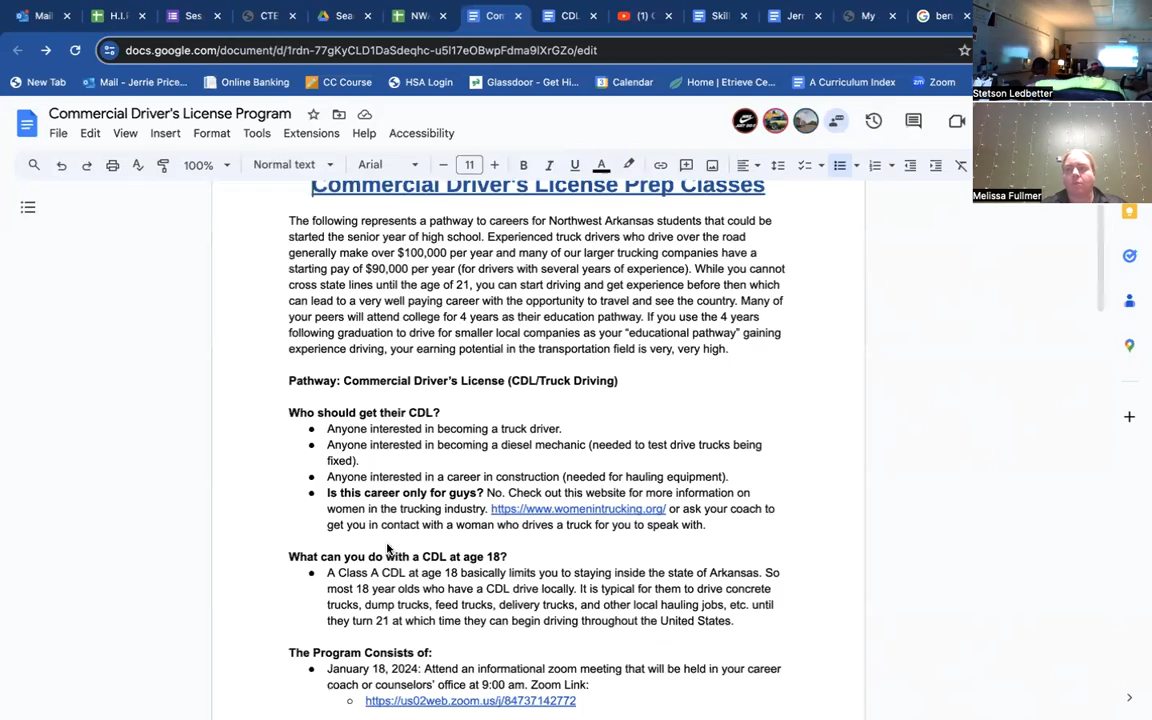 Mail
H.I.F
Ses
CTE
Sea
NWA
Con
CDL
(1) C
Skill
Jerr
My
ber
docs.google.com/document/d/1rdn-77gKyCLD1DaSdeqhc-u5l17eOBwpFdma9lXrGZo/edit
New Tab
Mail - Jerrie Price...
Online Banking
CC Course
HSA Login
Glassdoor - Get Hi...
Calendar
Home | Etrieve Ce...
A Curriculum Index
Zoom
Stetson Ledbetter
Melissa Fullmer
Commercial Driver's License Program
File Edit View Insert Format Tools Extensions Help Accessibility
100% Normal text Arial 11 B I U A
Commercial Driver's License Prep Classes
The following represents a pathway to careers for Northwest Arkansas students that could be
started the senior year of high school. Experienced truck drivers who drive over the road
generally make over $100,000 per year and many of our larger trucking companies have a
starting pay of $90,000 per year (for drivers with several years of experience). While you cannot
cross state lines until the age of 21, you can start driving and get experience before then which
can lead to a very well paying career with the opportunity to travel and see the country. Many of
your peers will attend college for 4 years as their education pathway. If you use the 4 years
following graduation to drive for smaller local companies as your “educational pathway” gaining
experience driving, your earning potential in the transportation field is very, very high.
Pathway: Commercial Driver's License (CDL/Truck Driving)
Who should get their CDL?
● Anyone interested in becoming a truck driver.
● Anyone interested in becoming a diesel mechanic (needed to test drive trucks being
fixed).
● Anyone interested in a career in construction (needed for hauling equipment).
● Is this career only for guys? No. Check out this website for more information on
women in the trucking industry. https://www.womenintrucking.org/ or ask your coach to
get you in contact with a woman who drives a truck for you to speak with.
What can you do with a CDL at age 18?
● A Class A CDL at age 18 basically limits you to staying inside the state of Arkansas. So
most 18 year olds who have a CDL drive locally. It is typical for them to drive concrete
trucks, dump trucks, feed trucks, delivery trucks, and other local hauling jobs, etc. until
they turn 21 at which time they can begin driving throughout the United States.
The Program Consists of:
● January 18, 2024: Attend an informational zoom meeting that will be held in your career
coach or counselors' office at 9:00 am. Zoom Link:
○ https://us02web.zoom.us/j/84737142772